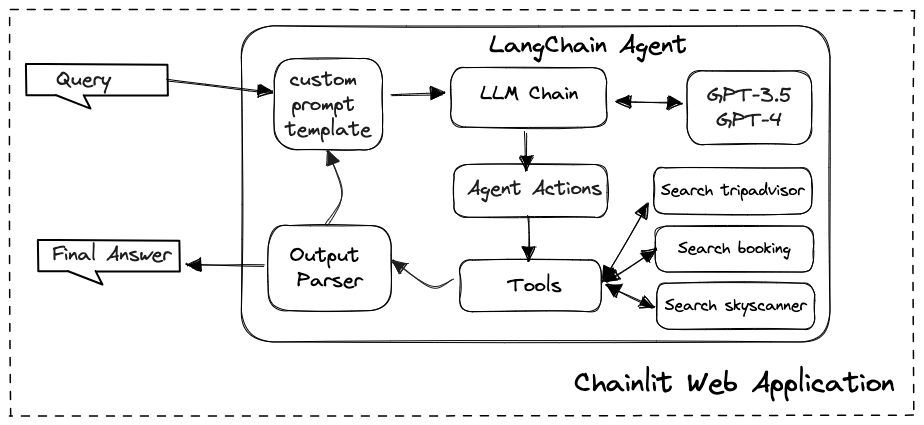 LangChain Agent
Query
custom
prompt
template
LLM Chain
GPT-3.5
GPT-4
Agent Actions
Search tripadvisor
Final Answer
Output
Parser
Tools
Search booking
Search skyscanner
Chainlit Web Application